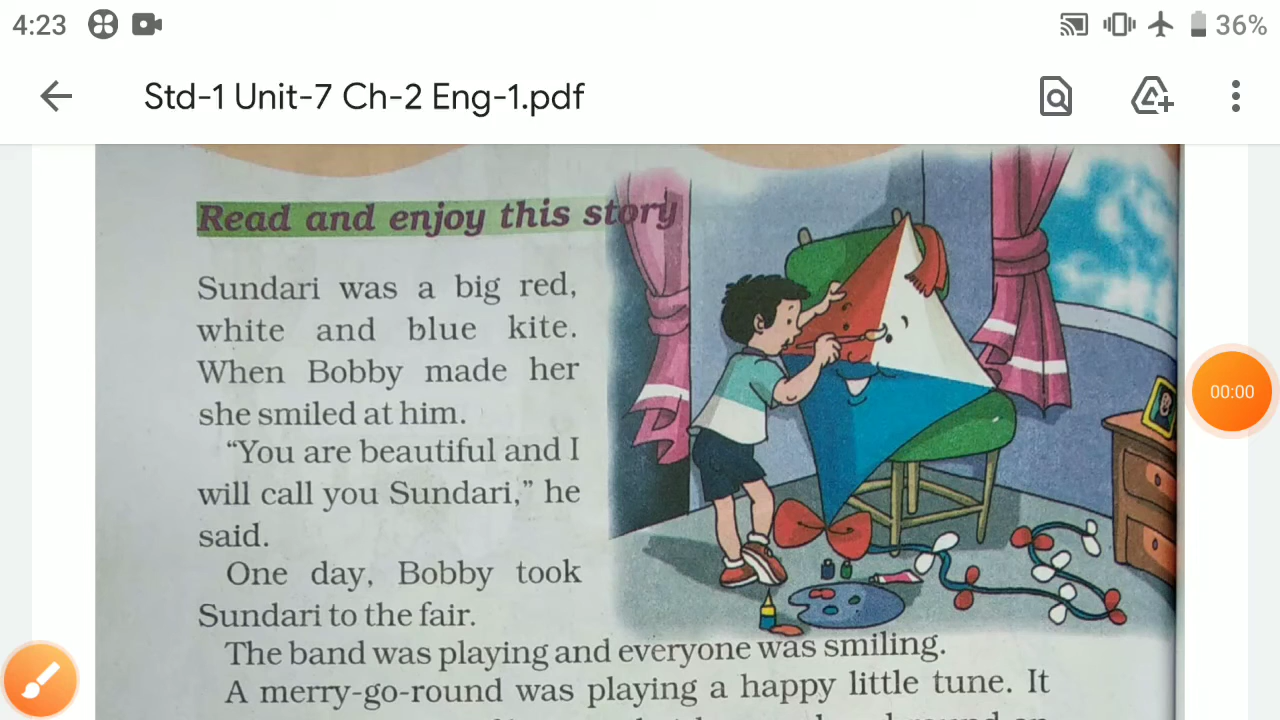 4:23
36%
Std-1 Unit-7 Ch-2 Eng-1.pdf
Read and enjoy this story
Sundari was a big red,
white and blue kite.
When Bobby made her
she smiled at him.
“You are beautiful and I
will call you Sundari,” he
said.
One day, Bobby took
Sundari to the fair.
The band was playing and everyone was smiling.
A merry-go-round was playing a happy little tune. It
00:00